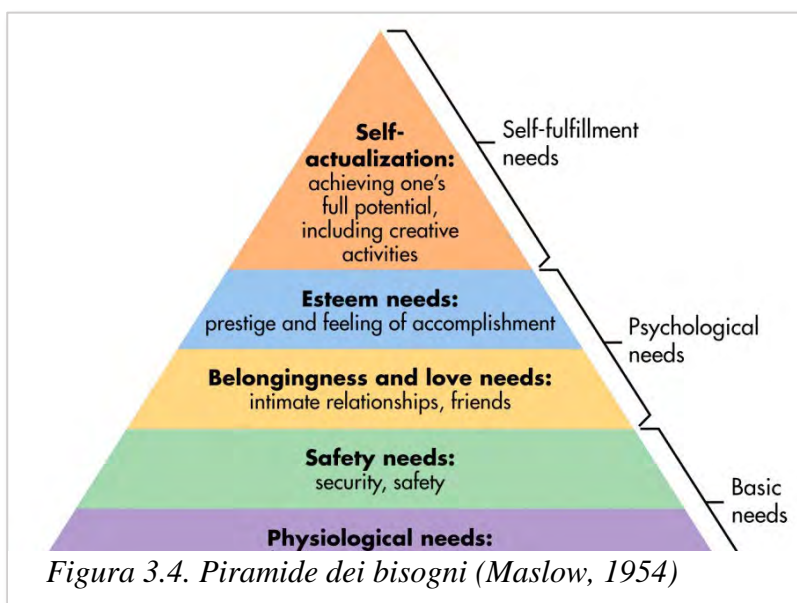 Self-
actualization:
achieving one's
full potential,
including creative
activities
Self-fulfillment
needs
Esteem needs:
prestige and feeling of accomplishment
Psychological
needs
Belongingness and love needs:
intimate relationships, friends
Safety needs:
security, safety
Basic
needs
Physiological needs:
Figura 3.4. Piramide dei bisogni (Maslow, 1954)